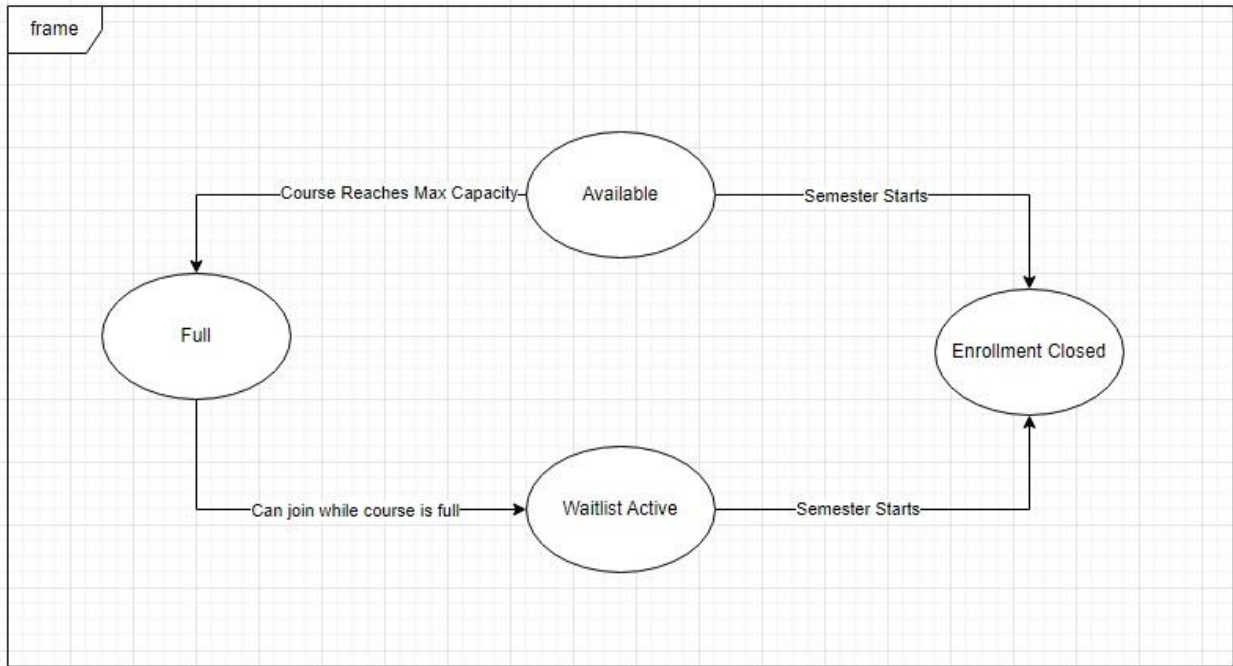 frame
Available
Course Reaches Max Capacity
Semester Starts
Full
Enrollment Closed
Waitlist Active
Can join while course is full
Semester Starts